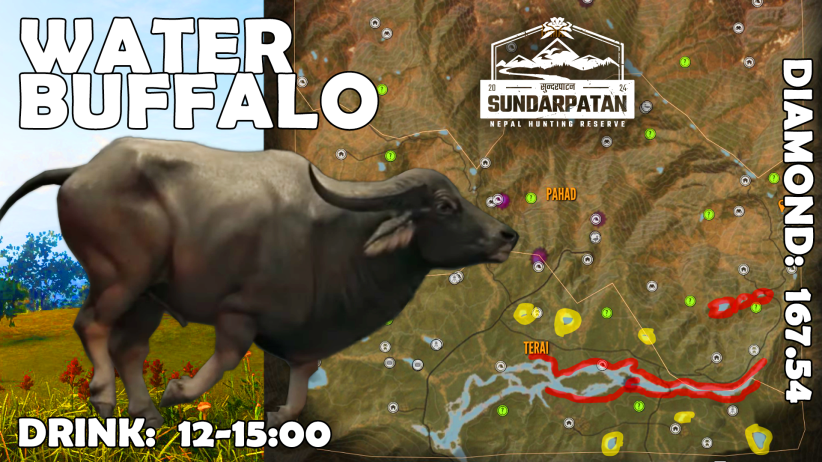 WATER
BUFFALO
20 सुन्दरपाटन 24
SUNDARPATAN
NEPAL HUNTING RESERVE
PAHAD
TERAI
DIAMOND: 167.54
DRINK: 12-15:00